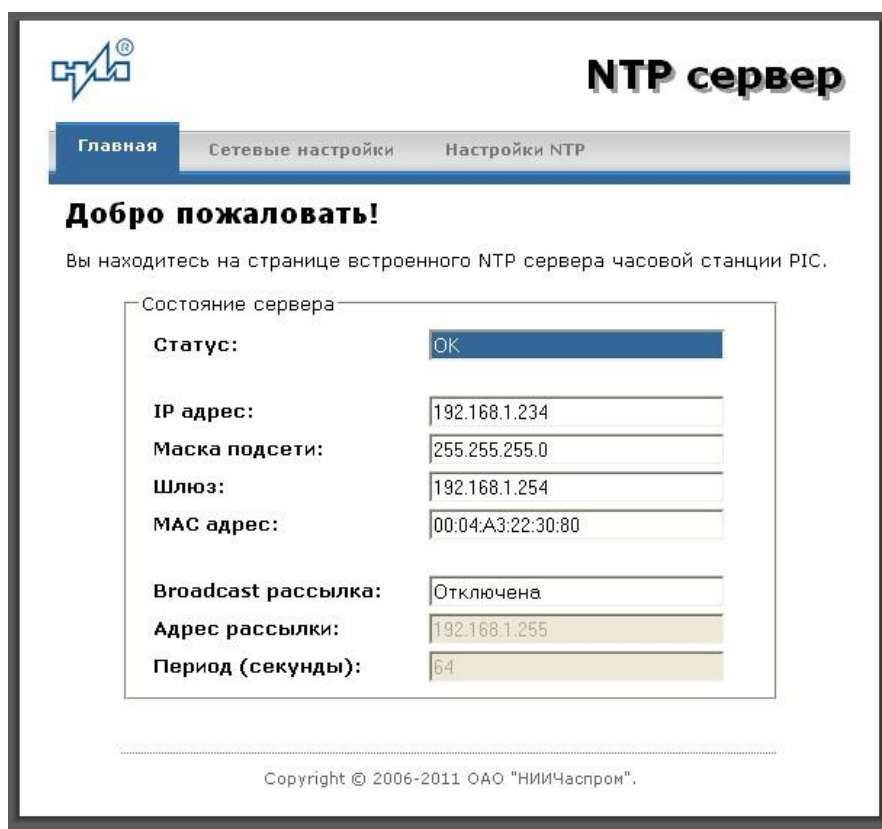 ®
NTP сервер
Главная Сетевые настройки Настройки NTP
Добро пожаловать!
Вы находитесь на странице встроенного NTP сервера часовой станции PIC.
Состояние сервера
Статус: OK
IP адрес: 192.168.1.234
Маска подсети: 255.255.255.0
Шлюз: 192.168.1.254
MAC адрес: 00:04:A3:22:30:80
Broadcast рассылка: Отключена
Адрес рассылки: 192.168.1.255
Период (секунды): 64
Copyright © 2006-2011 ОАО "НИИЧаспром".